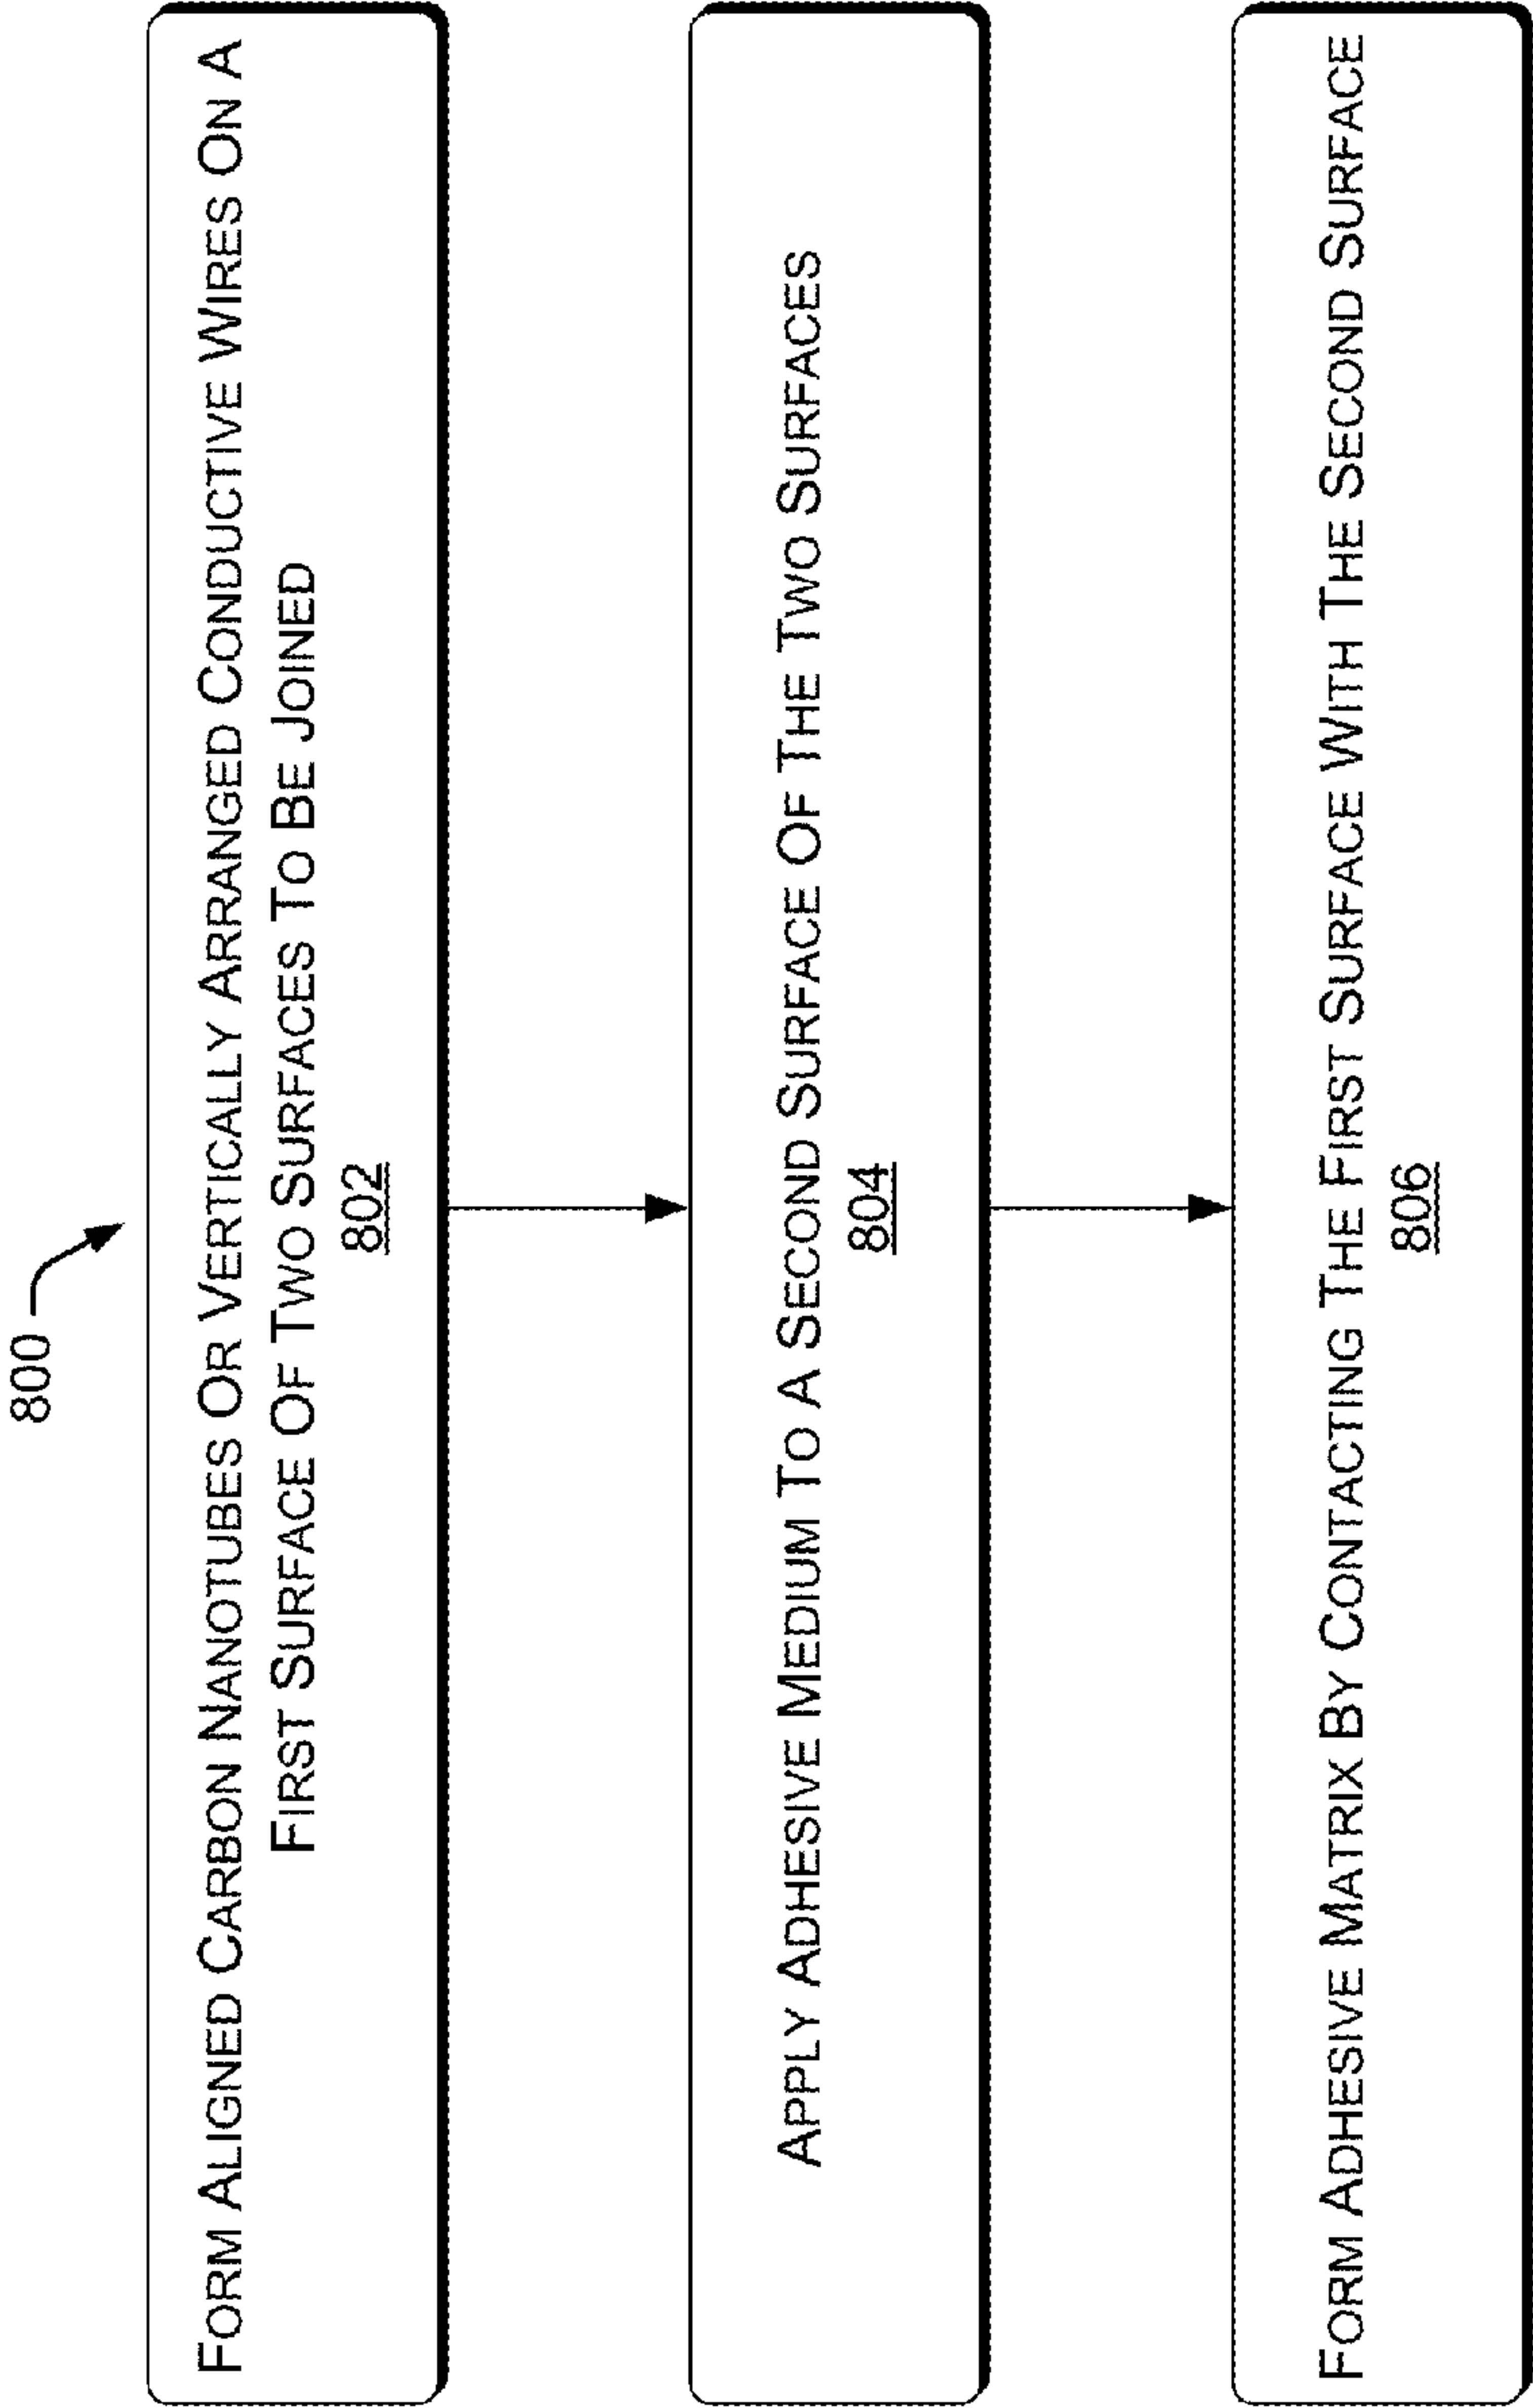 800
FORM ALIGNED CARBON NANOTUBES OR VERTICALLY ARRANGED CONDUCTIVE WIRES ON A
FIRST SURFACE OF TWO SURFACES TO BE JOINED
802
APPLY ADHESIVE MEDIUM TO A SECOND SURFACE OF THE TWO SURFACES
804
FORM ADHESIVE MATRIX BY CONTACTING THE FIRST SURFACE WITH THE SECOND SURFACE
806